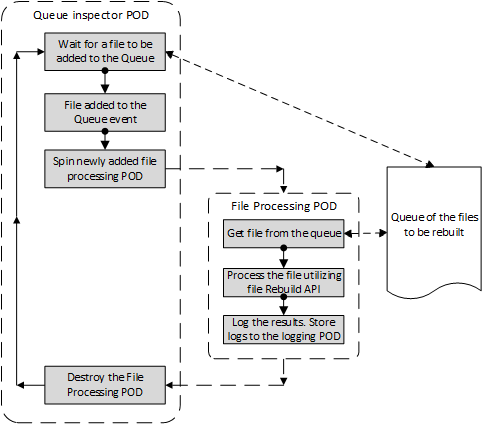 Queue inspector POD
Wait for a file to be
added to the Queue
File added to the
Queue event
Spin newly added file
processing POD
File Processing POD
Get file from the queue
Process the file utilizing
file Rebuild API
Log the results. Store
logs to the logging POD
Queue of the files
to be rebuilt
Destroy the File
Processing POD